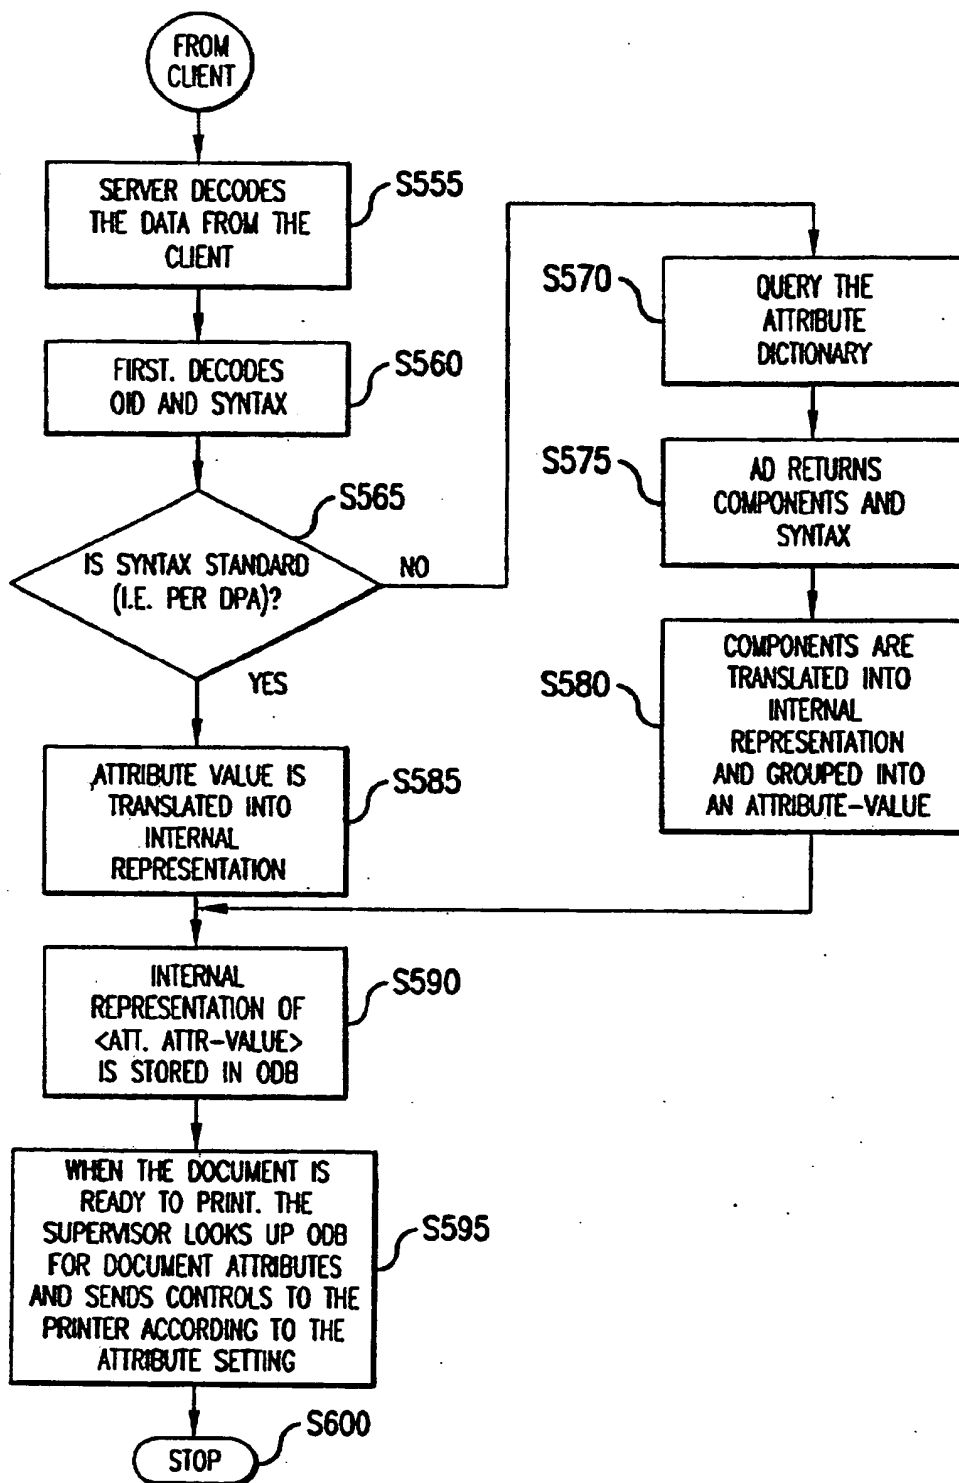 FROM
CLIENT
SERVER DECODES
THE DATA FROM THE
CLIENT
S555
FIRST. DECODES
OID AND SYNTAX
S560
IS SYNTAX STANDARD
(I.E. PER DPA)?
S565
NO
YES
QUERY THE
ATTRIBUTE
DICTIONARY
S570
AD RETURNS
COMPONENTS AND
SYNTAX
S575
COMPONENTS ARE
TRANSLATED INTO
INTERNAL
REPRESENTATION
AND GROUPED INTO
AN ATTRIBUTE-VALUE
S580
ATTRIBUTE VALUE IS
TRANSLATED INTO
INTERNAL
REPRESENTATION
S585
INTERNAL
REPRESENTATION OF
<ATT. ATTR-VALUE>
IS STORED IN ODB
S590
WHEN THE DOCUMENT IS
READY TO PRINT. THE
SUPERVISOR LOOKS UP ODB
FOR DOCUMENT ATTRIBUTES
AND SENDS CONTROLS TO THE
PRINTER ACCORDING TO THE
ATTRIBUTE SETTING
S595
STOP
S600